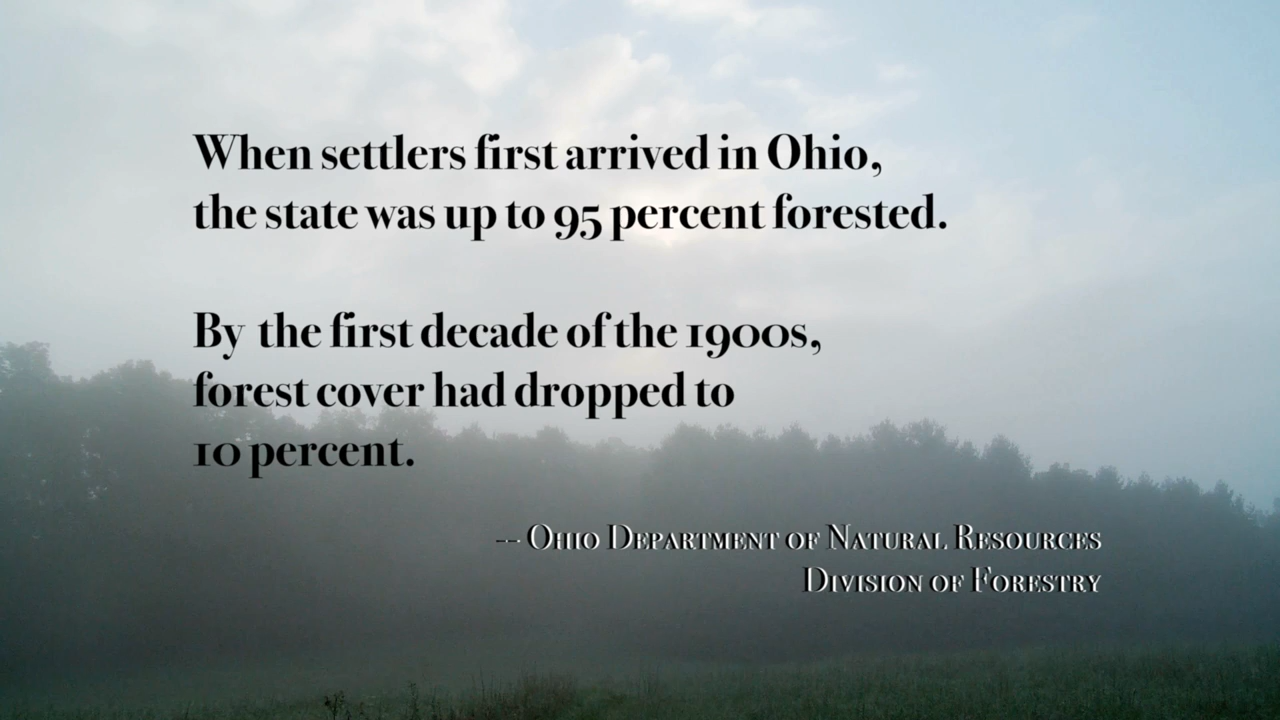 When settlers first arrived in Ohio,
the state was up to 95 percent forested.
By the first decade of the 1900s,
forest cover had dropped to
10 percent.
-- Ohio Department of Natural Resources
Division of Forestry